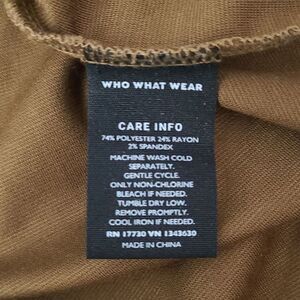 WHO WHAT WEAR
CARE INFO
74% POLYESTER 24% RAYON
2% SPANDEX
MACHINE WASH COLD
SEPARATELY.
GENTLE CYCLE.
ONLY NON-CHLORINE
BLEACH IF NEEDED.
TUMBLE DRY LOW.
REMOVE PROMPTLY.
COOL IRON IF NEEDED.
RN 17730 VN 1343630
MADE IN CHINA